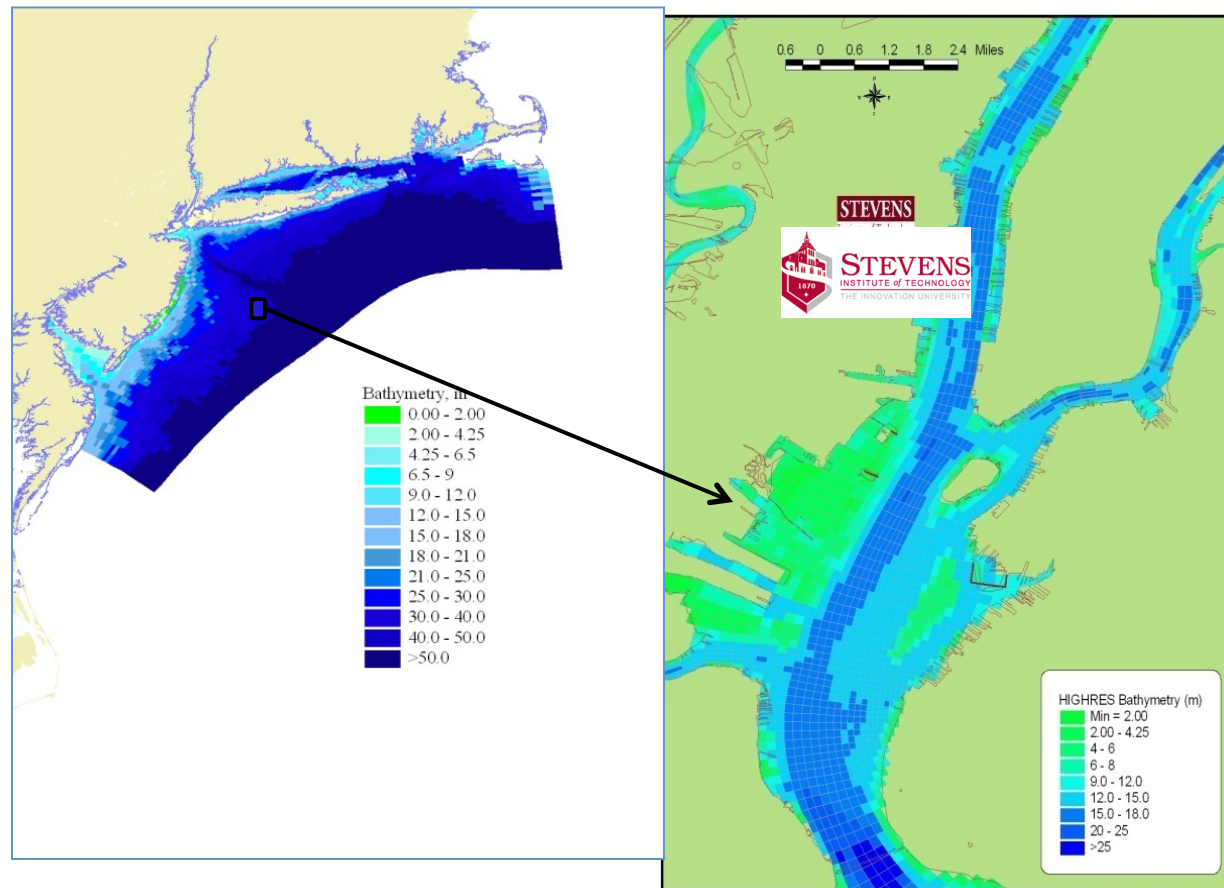 Bathymetry, m
0.00 - 2.00
2.00 - 4.25
4.25 - 6.5
6.5 - 9
9.0 - 12.0
12.0 - 15.0
15.0 - 18.0
18.0 - 21.0
21.0 - 25.0
25.0 - 30.0
30.0 - 40.0
40.0 - 50.0
>50.0
0.6 0 0.6 1.2 1.8 2.4 Miles
STEVENS
STEVENS
INSTITUTE of TECHNOLOGY
THE INNOVATION UNIVERSITY
1870
HIGHRES Bathymetry (m)
Min = 2.00
2.00 - 4.25
4 - 6
6 - 8
9.0 - 12.0
12.0 - 15.0
15.0 - 18.0
20 - 25
>25